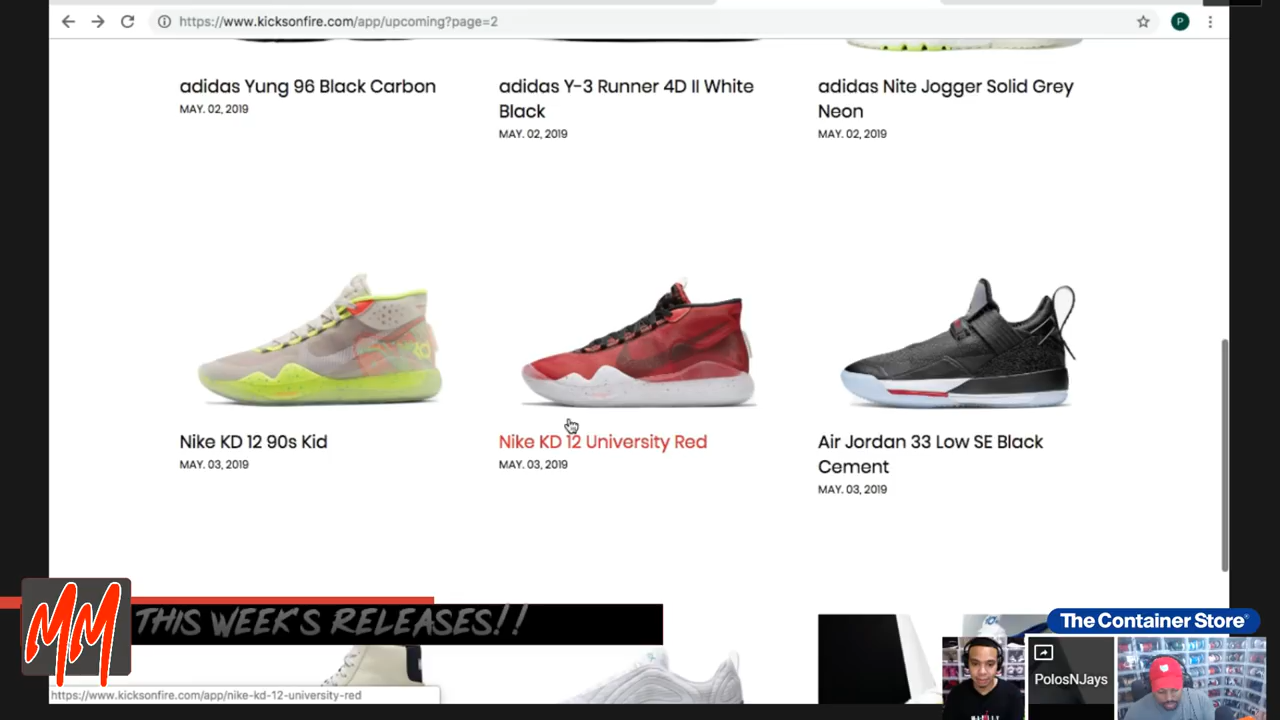 https://www.kicksonfire.com/app/upcoming?page=2
P
adidas Yung 96 Black Carbon
MAY. 02, 2019
adidas Y-3 Runner 4D II White
Black
MAY. 02, 2019
adidas Nite Jogger Solid Grey
Neon
MAY. 02, 2019
Nike KD 12 90s Kid
MAY. 03, 2019
Nike KD 12 University Red
MAY. 03, 2019
Air Jordan 33 Low SE Black
Cement
MAY. 03, 2019
MM
THIS WEEK'S RELEASES!!
The Container Store®
PolosNJays
https://www.kicksonfire.com/app/nike-kd-12-university-red